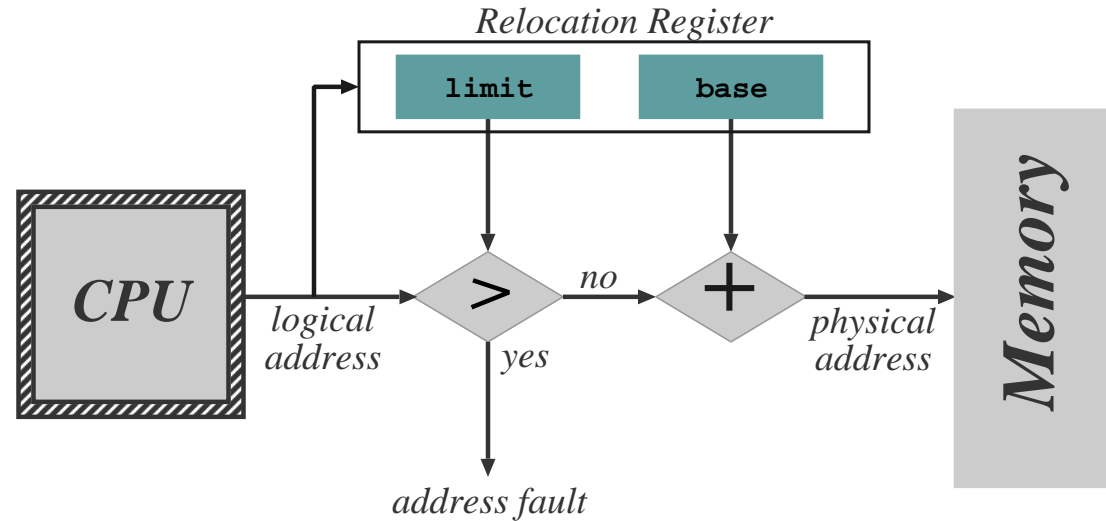 Relocation Register
limit
base
CPU
logical
address
>
no
+
physical
address
yes
address fault
Memory